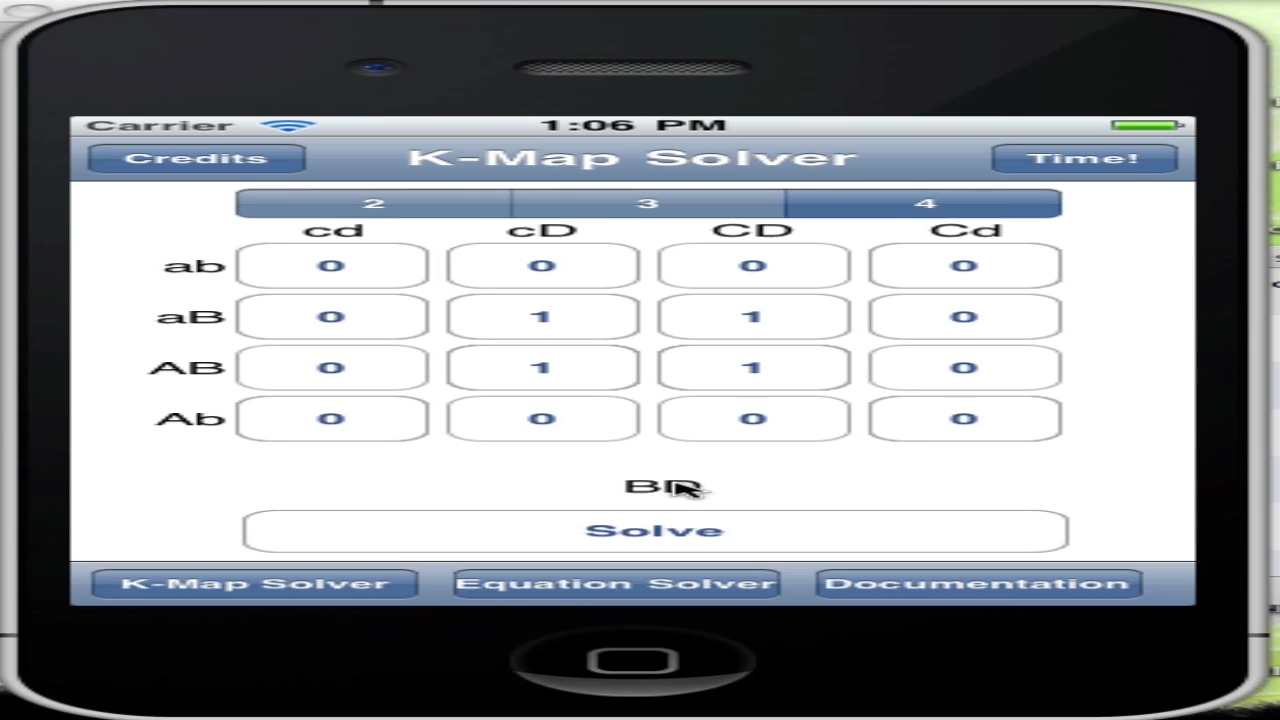 Carrier 1:06 PM
Credits K-Map Solver Time!
2 3 4
cd cD CD Cd
ab 0 0 0 0
aB 0 1 1 0
AB 0 1 1 0
Ab 0 0 0 0
BD
Solve
K-Map Solver Equation Solver Documentation